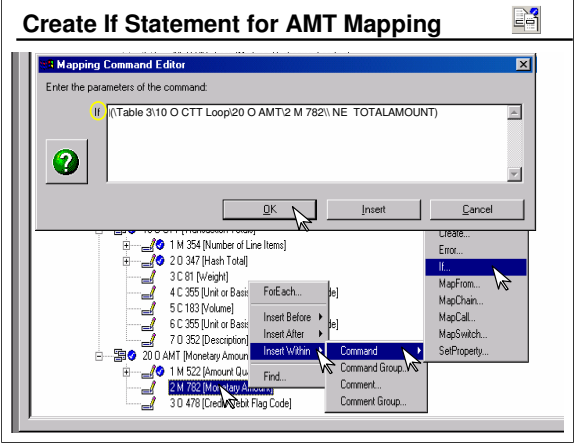 Create If Statement for AMT Mapping
Mapping Command Editor
Enter the parameters of the command:
If (\Table 3\10 O CTT Loop\20 O AMT\2 M 782\\ NE TOTALAMOUNT)
OK Insert Cancel
1 M 354 [Number of Line Items]
2 O 347 [Hash Total]
3 C 81 [Weight]
4 C 355 [Unit or Basis
5 C 183 [Volume]
6 C 355 [Unit or Basis
7 O 352 [Description]
20 O AMT [Monetary Amoun
1 M 522 [Amount Qu
2 M 782 [Monetary Amount]
3 O 478 [Credit/Debit Flag Code]
ForEach...
Insert Before
Insert After
Insert Within
Find...
Command
Command Group...
Comment...
Comment Group...
Create...
Error...
If...
MapFrom...
MapChain...
MapCall...
MapSwitch...
SetProperty...